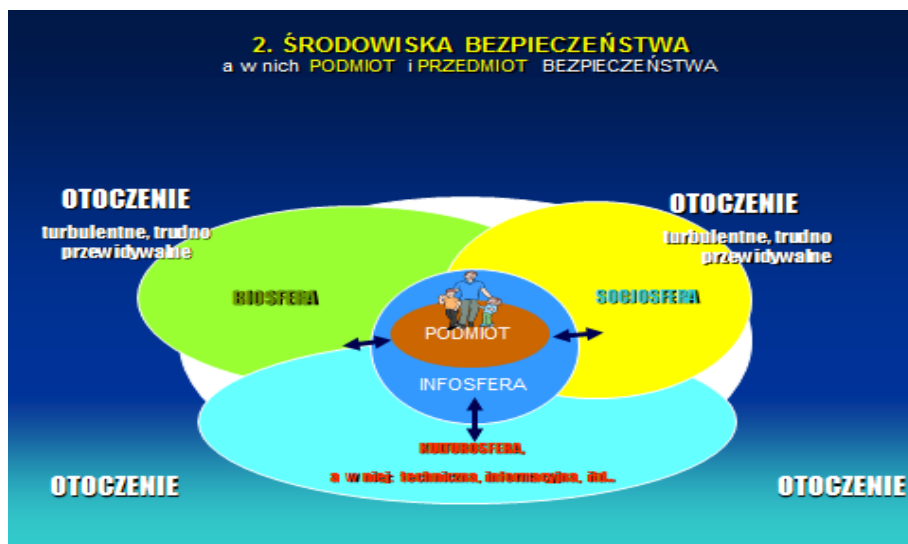 2. ŚRODOWISKA BEZPIECZEŃSTWA
a w nich PODMIOT i PRZEDMIOT BEZPIECZEŃSTWA
OTOCZENIE
turbulentne, trudno
przewidywalne
OTOCZENIE
turbulentne, trudno
przewidywalne
BIOSFERA
SOCJOSFERA
PODMIOT
INFOSFERA
KULTUROSFERA,
a w niej: techniczna, informacyjna, itd...
OTOCZENIE
OTOCZENIE